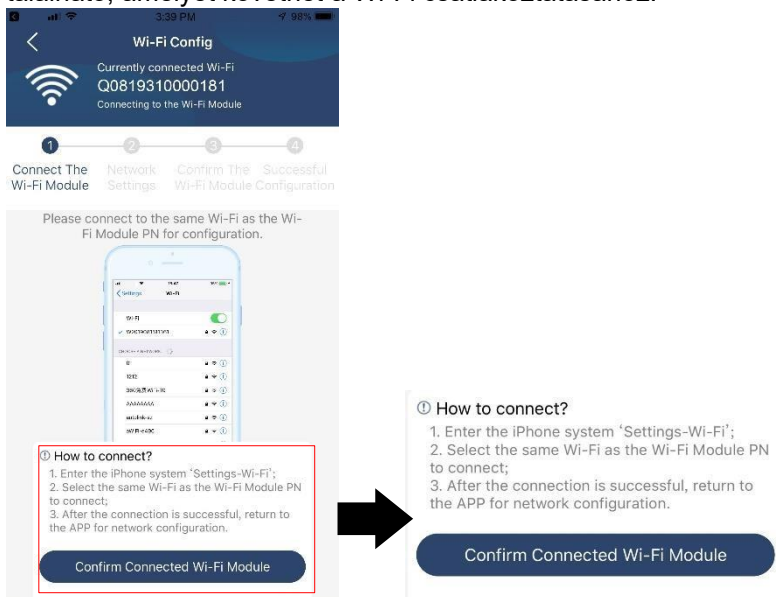 3:39 PM
98%
Wi-Fi Config
Currently connected Wi-Fi
Q0819310000181
Connecting to the Wi-Fi Module
1
2
3
4
Connect The Wi-Fi Module
Network Settings
Confirm The Wi-Fi Module
Successful Configuration
Please connect to the same Wi-Fi as the Wi-
Fi Module PN for configuration.
Settings
Wi-Fi
Wi-Fi
1212
AAAAAAAA
How to connect?
1. Enter the iPhone system ‘Settings-Wi-Fi’;
2. Select the same Wi-Fi as the Wi-Fi Module PN
to connect;
3. After the connection is successful, return to
the APP for network configuration.
Confirm Connected Wi-Fi Module
How to connect?
1. Enter the iPhone system ‘Settings-Wi-Fi’;
2. Select the same Wi-Fi as the Wi-Fi Module PN
to connect;
3. After the connection is successful, return to
the APP for network configuration.
Confirm Connected Wi-Fi Module